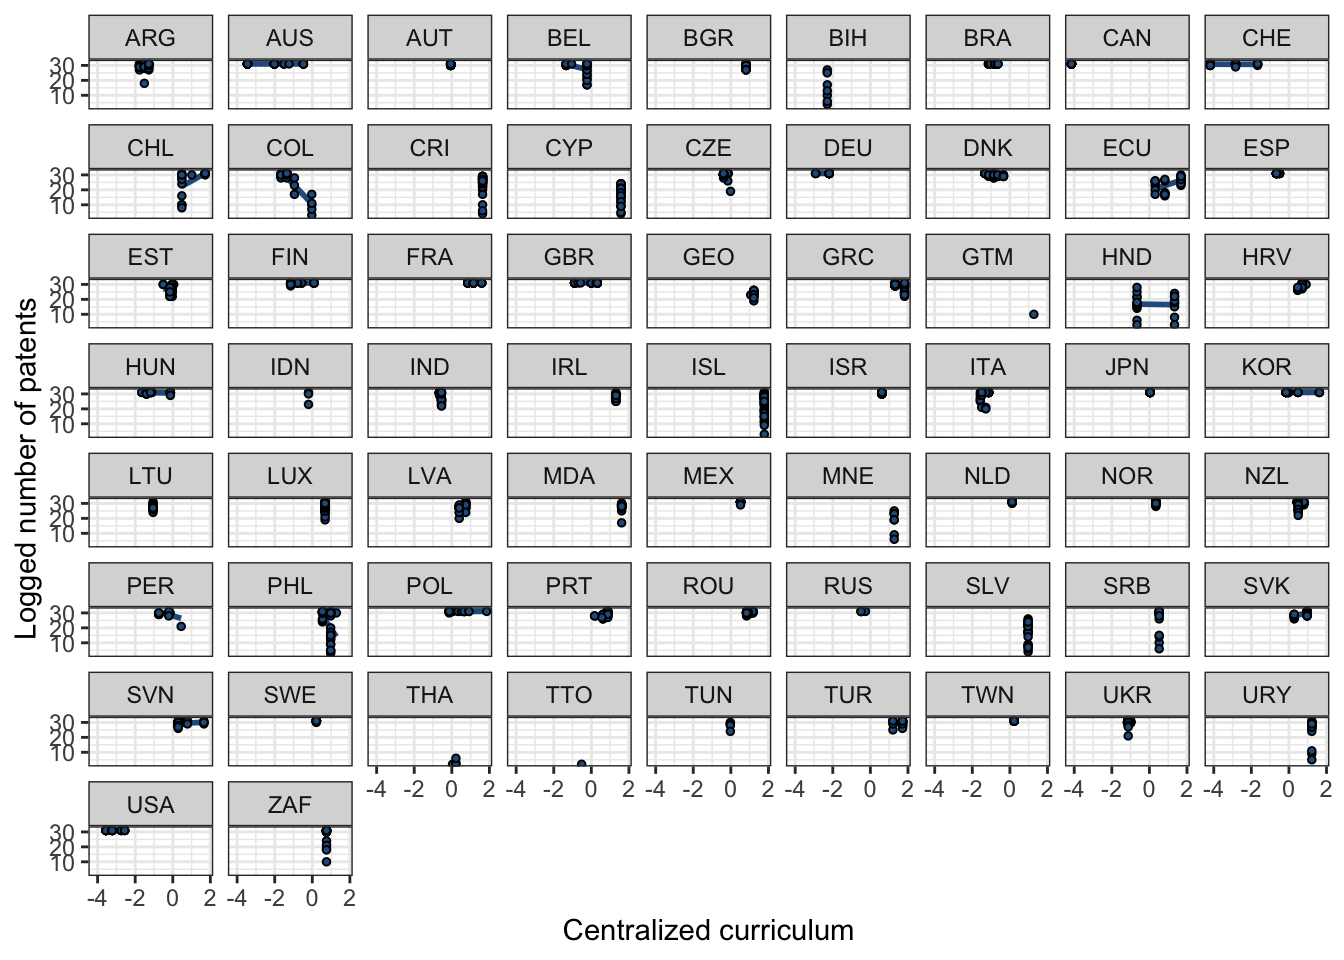 ARG AUS AUT BEL BGR BIH BRA CAN CHE
30
20
10
CHL COL CRI CYP CZE DEU DNK ECU ESP
30
20
10
EST FIN FRA GBR GEO GRC GTM HND HRV
30
20
10
HUN IDN IND IRL ISL ISR ITA JPN KOR
30
20
10
LTU LUX LVA MDA MEX MNE NLD NOR NZL
30
20
10
PER PHL POL PRT ROU RUS SLV SRB SVK
30
20
10
SVN SWE THA TTO TUN TUR TWN UKR URY
30
20
10
-4 -2 0 2 -4 -2 0 2 -4 -2 0 2 -4 -2 0 2 -4 -2 0 2 -4 -2 0 2 -4 -2 0 2
USA ZAF
30
20
10
-4 -2 0 2 -4 -2 0 2
Logged number of patents
Centralized curriculum